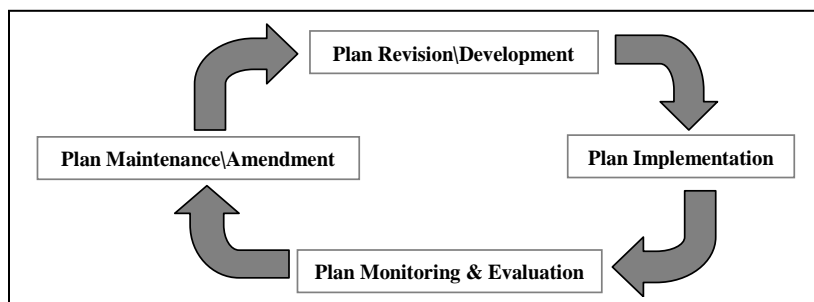 Plan Revision\Development
Plan Maintenance\Amendment
Plan Implementation
Plan Monitoring & Evaluation